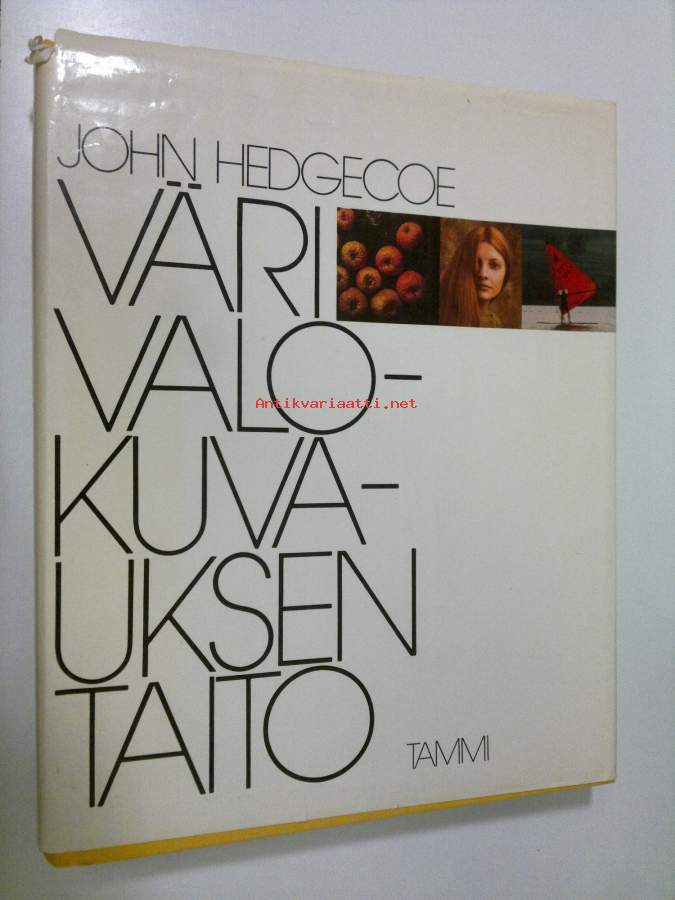 JOHN HEDGECOE
VÄRI
VALO-
Antikvariaatti.net
KUVA-
UKSEN
TAITO
TAMMI